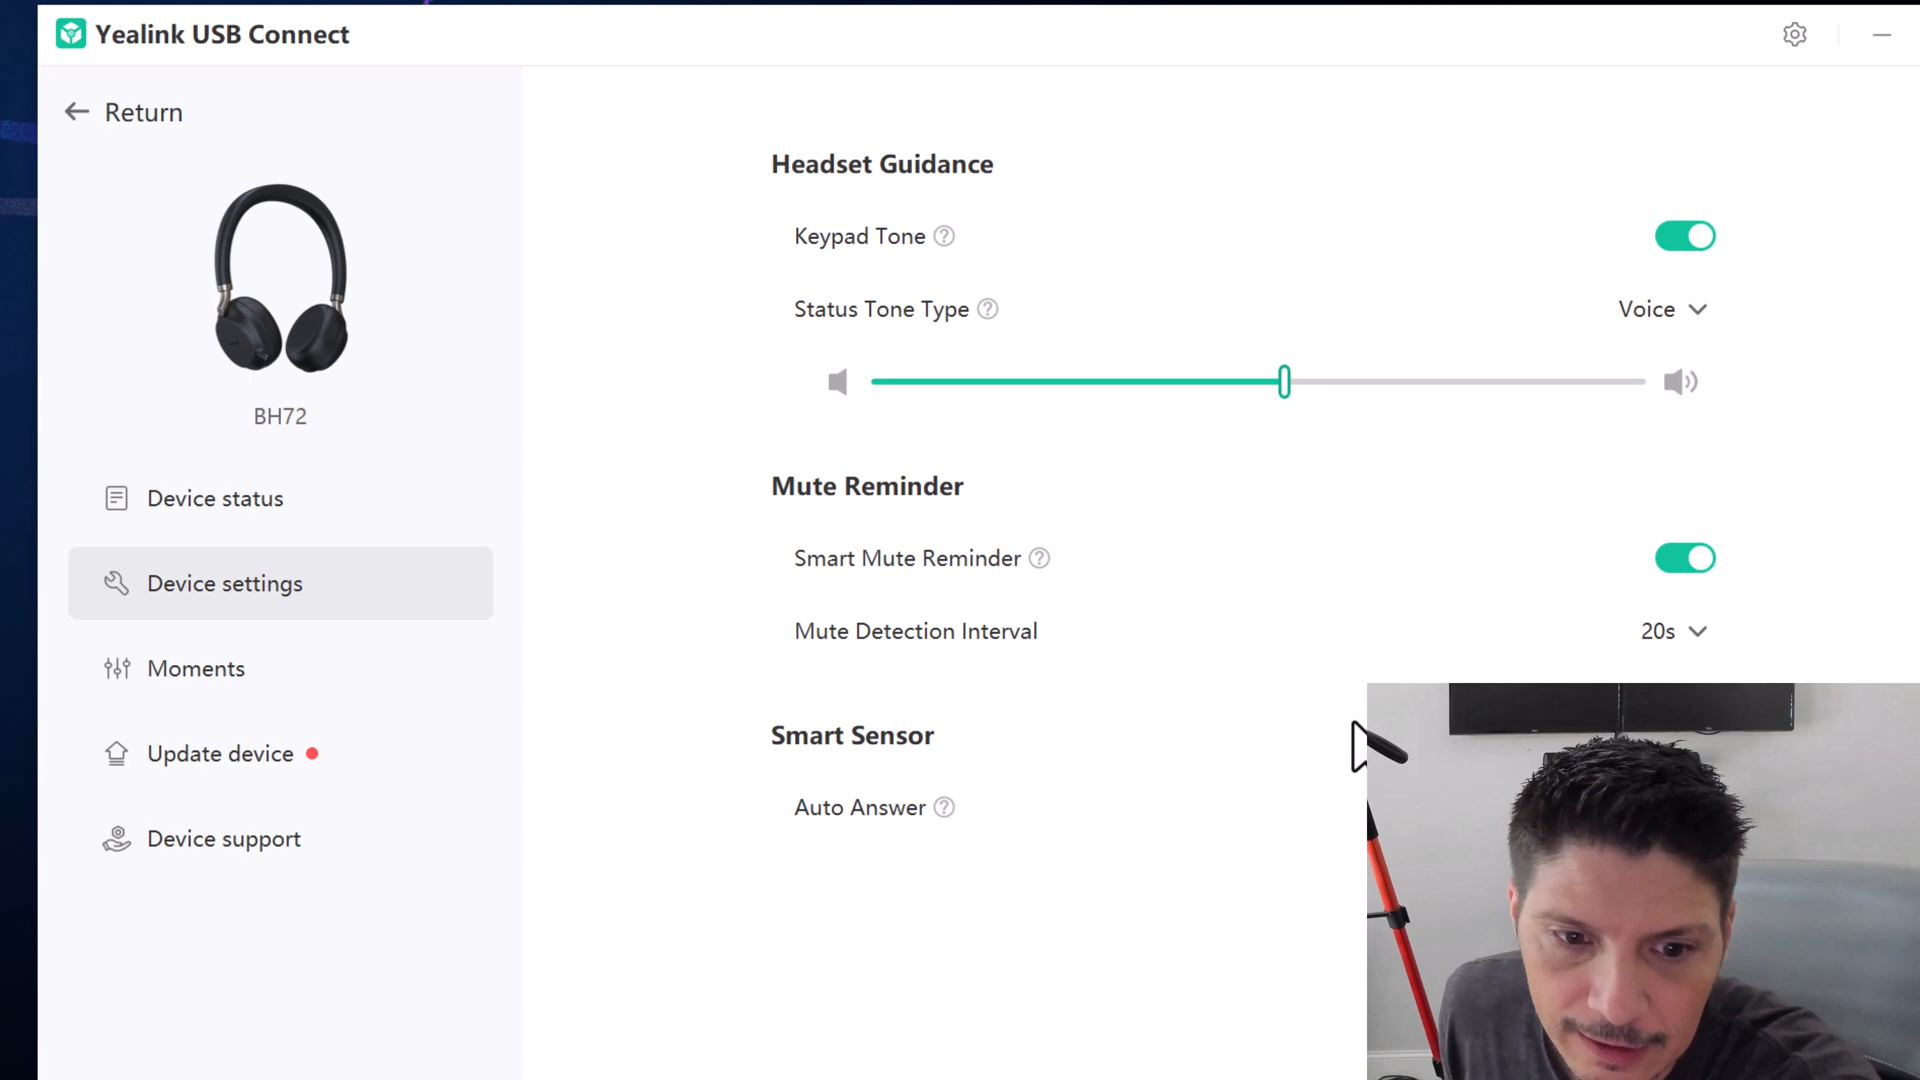 Yealink USB Connect
Return
BH72
Device status
Device settings
Moments
Update device
Device support
Headset Guidance
Keypad Tone
Status Tone Type
Voice
Mute Reminder
Smart Mute Reminder
Mute Detection Interval
20s
Smart Sensor
Auto Answer